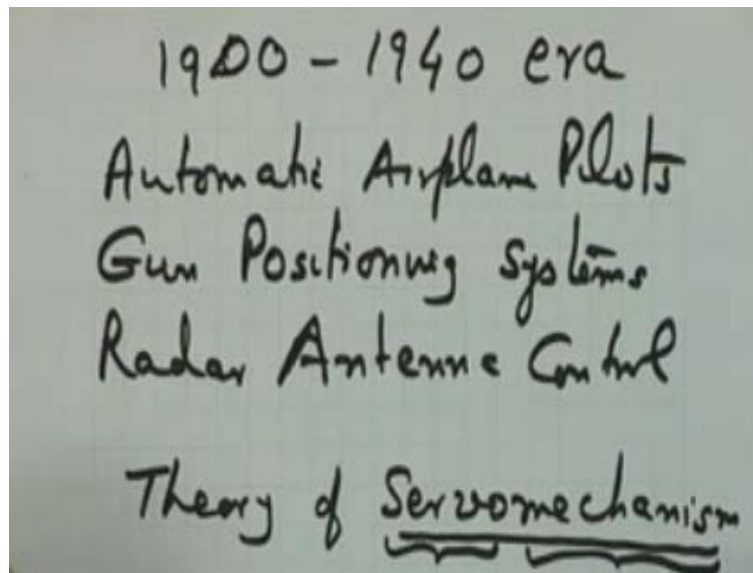 1900 - 1940 era
Automatic Airplane Pilots
Gun Positioning Systems
Radar Antenna Control
Theory of Servomechanism